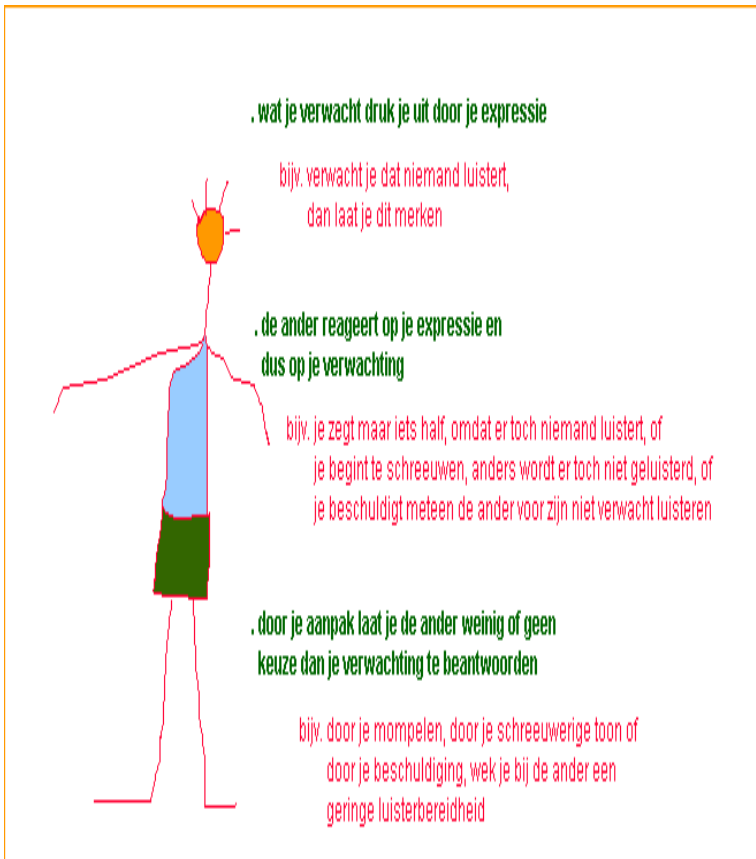 . wat je verwacht druk je uit door je expressie
bijv. verwacht je dat niemand luistert,
dan laat je dit merken
. de ander reageert op je expressie en
dus op je verwachting
bijv. je zegt maar iets half, omdat er toch niemand luistert, of
je begint te schreeuwen, anders wordt er toch niet geluisterd, of
je beschuldigt meteen de ander voor zijn niet verwacht luisteren
. door je aanpak laat je de ander weinig of geen
keuze dan je verwachting te beantwoorden
bijv. door je mompelen, door je schreeuwerige toon of
door je beschuldiging, wek je bij de ander een
geringe luisterbereidheid